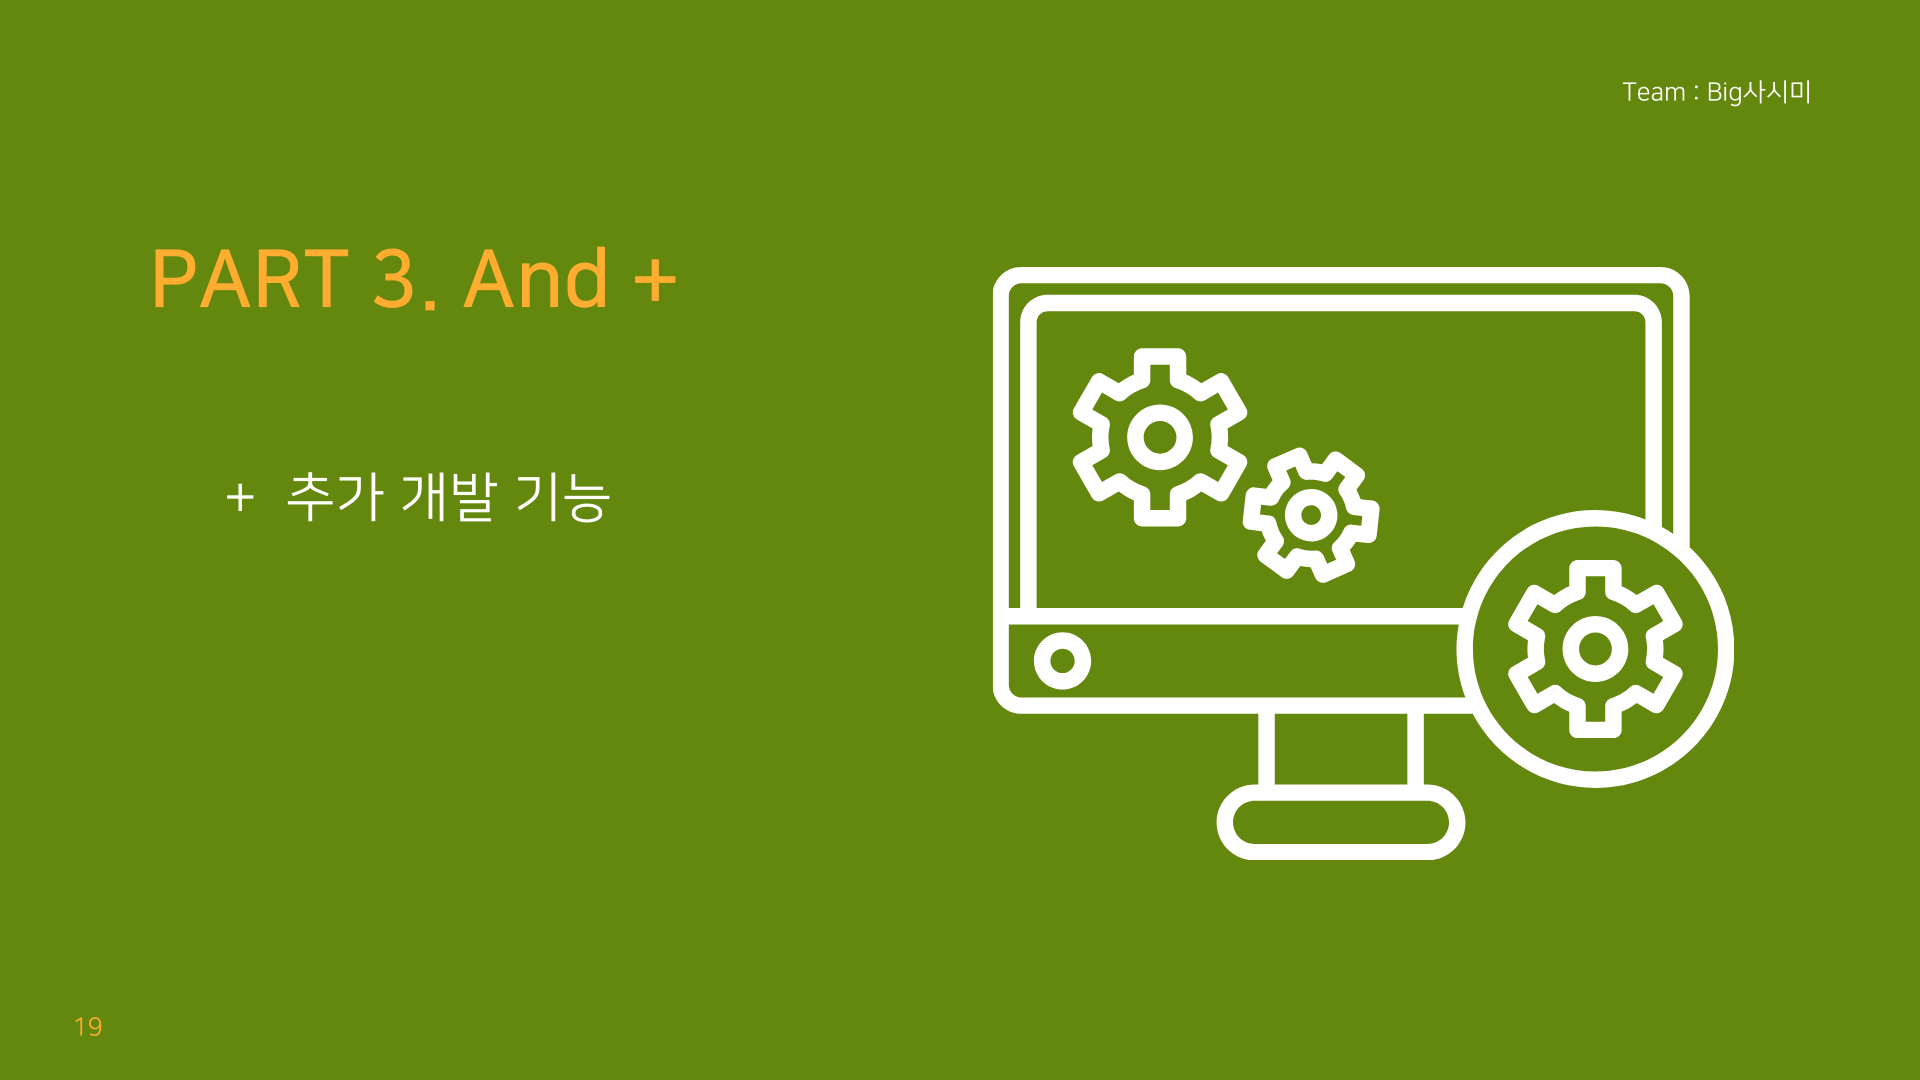 Team : Big사시미
PART 3. And +
+ 추가 개발 기능
19